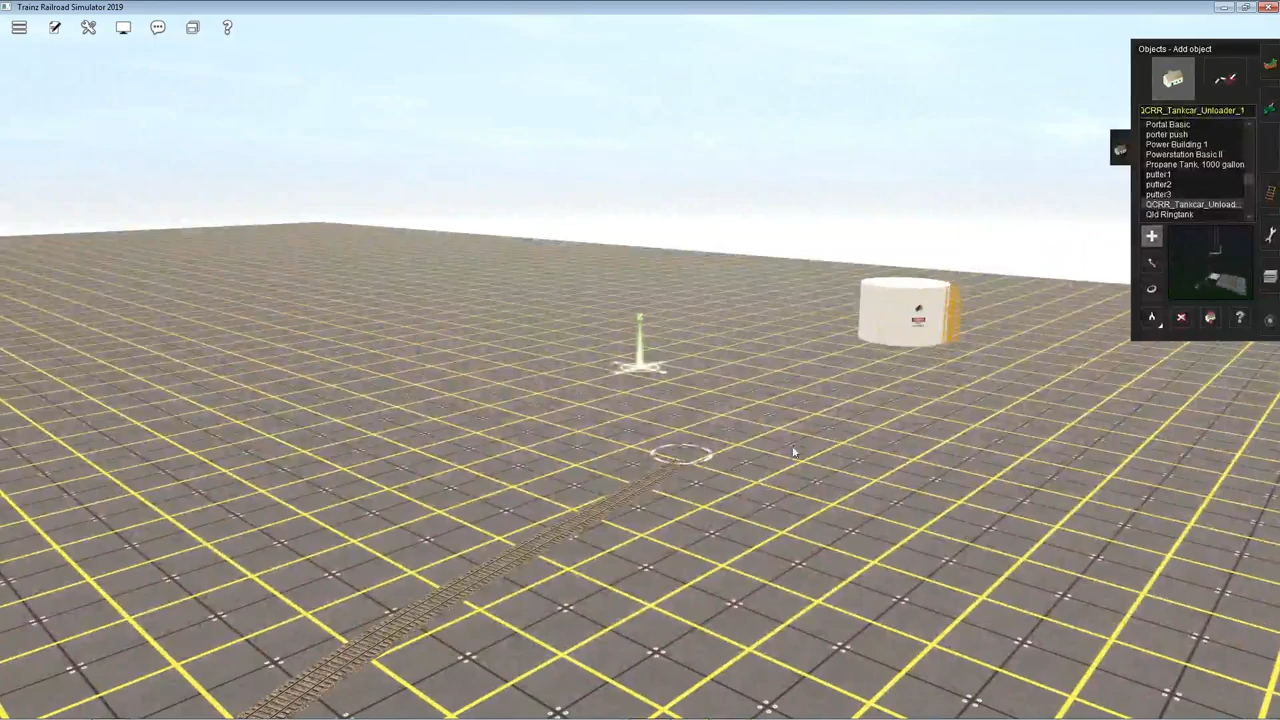 Trainz Railroad Simulator 2019
Objects - Add object
QCRR_Tankcar_Unloader_1
Portal Basic
porter push
Power Building 1
Powerstation Basic II
Propane Tank, 1000 gallon
putter1
putter2
putter3
QCRR_Tankcar_Unload...
Qld Ringtank